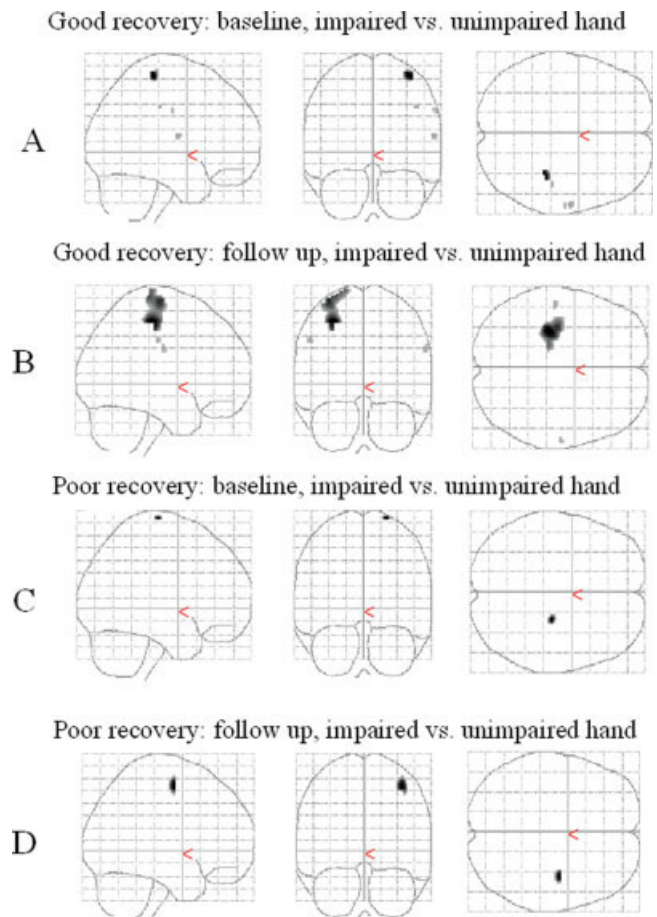 Good recovery: baseline, impaired vs. unimpaired hand
A
Good recovery: follow up, impaired vs. unimpaired hand
B
Poor recovery: baseline, impaired vs. unimpaired hand
C
Poor recovery: follow up, impaired vs. unimpaired hand
D